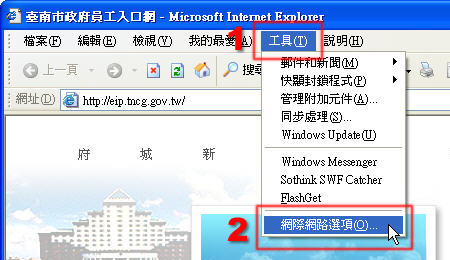 臺南市政府員工入口網 - Microsoft Internet Explorer
檔案(F) 編輯(E) 檢視(V) 我的最愛(A) 工具(T) 說明(H)
1
上一頁 搜尋
網址(D) http://eip.tncg.gov.tw/
郵件和新聞(M)
快顯封鎖程式(P)
管理附加元件(A)...
同步處理(S)...
Windows Update(U)
Windows Messenger
Sothink SWF Catcher
FlashGet
網際網路選項(O)...
2
府 城 新